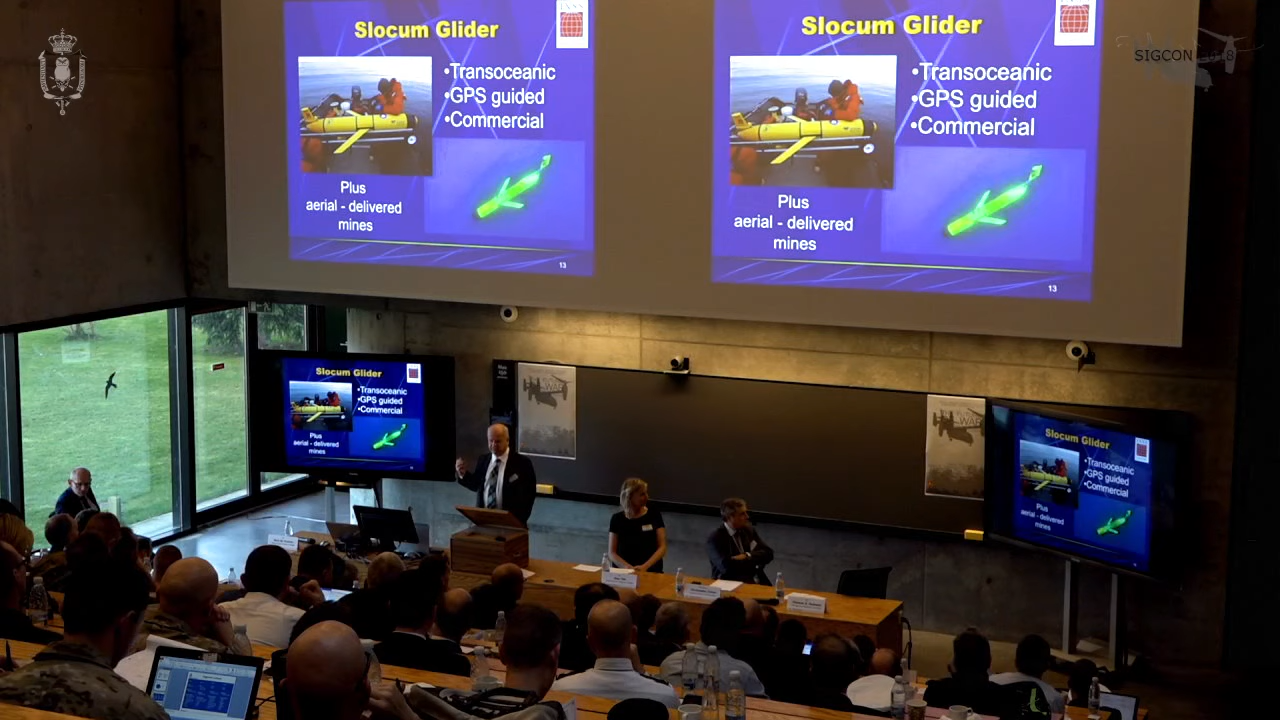 Slocum Glider
•Transoceanic
•GPS guided
•Commercial
Plus
aerial - delivered
mines
13
Slocum Glider
•Transoceanic
•GPS guided
•Commercial
Plus
aerial - delivered
mines
13
SIGCON 2018
Slocum Glider
•Transoceanic
•GPS guided
•Commercial
Plus
aerial - delivered
mines
Slocum Glider
•Transoceanic
•GPS guided
•Commercial
Plus
aerial - delivered
mines
WAR